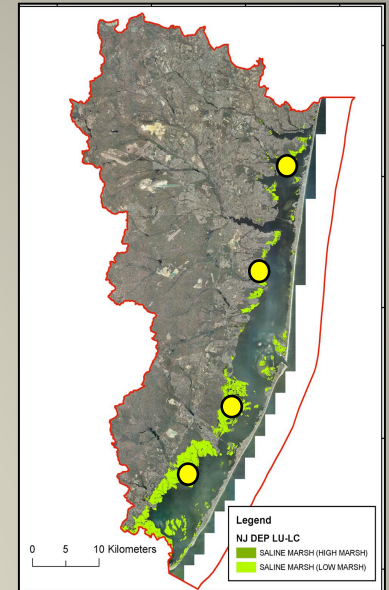 0 5 10 Kilometers
Legend
NJ DEP LU-LC
SALINE MARSH (HIGH MARSH)
SALINE MARSH (LOW MARSH)